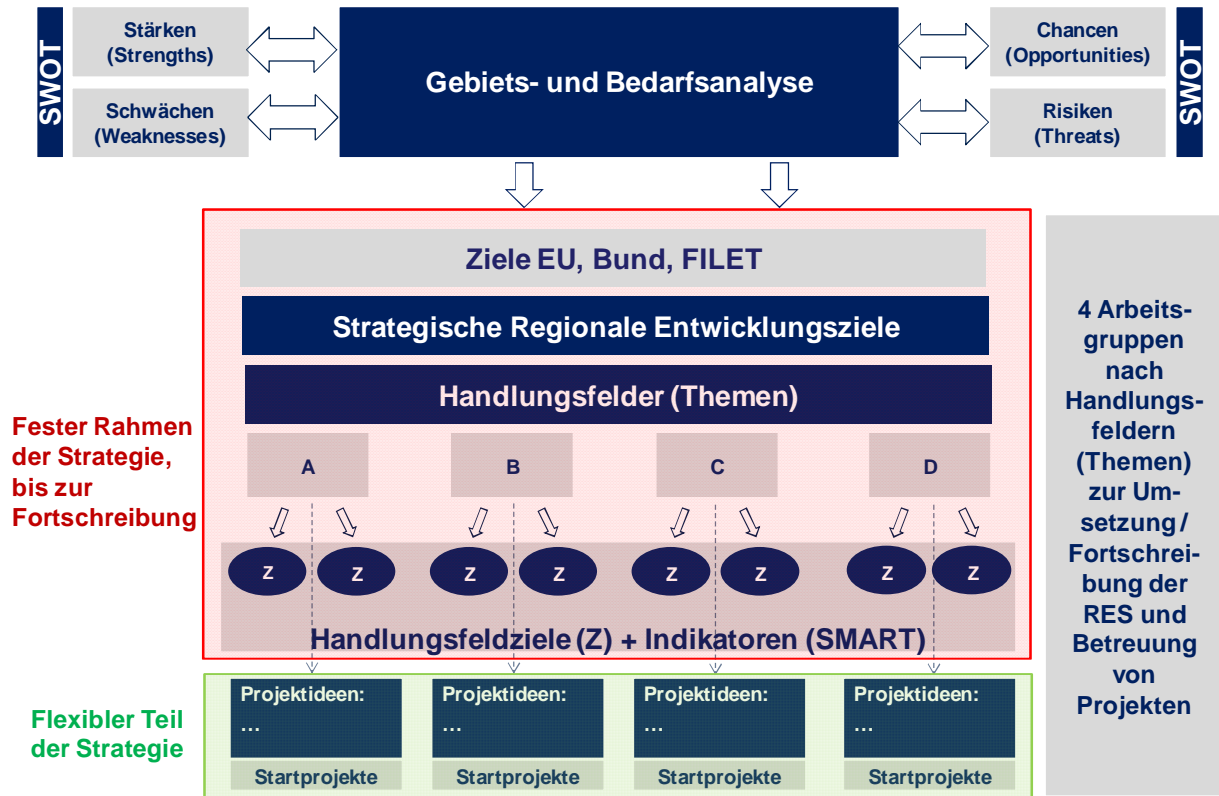 SWOT
Stärken
(Strengths)
Schwächen
(Weaknesses)
Gebiets- und Bedarfsanalyse
Chancen
(Opportunities)
Risiken
(Threats)
SWOT
Ziele EU, Bund, FILET
Strategische Regionale Entwicklungsziele
Handlungsfelder (Themen)
Fester Rahmen
der Strategie,
bis zur
Fortschreibung
A
B
C
D
Z
Z
Z
Z
Z
Z
Z
Z
Handlungsfeldziele (Z) + Indikatoren (SMART)
4 Arbeits-
gruppen
nach
Handlungs-
feldern
(Themen)
zur Um-
setzung /
Fortschrei-
bung der
RES und
Betreuung
von
Projekten
Flexibler Teil
der Strategie
Projektideen:
...
Startprojekte
Projektideen:
...
Startprojekte
Projektideen:
...
Startprojekte
Projektideen:
...
Startprojekte